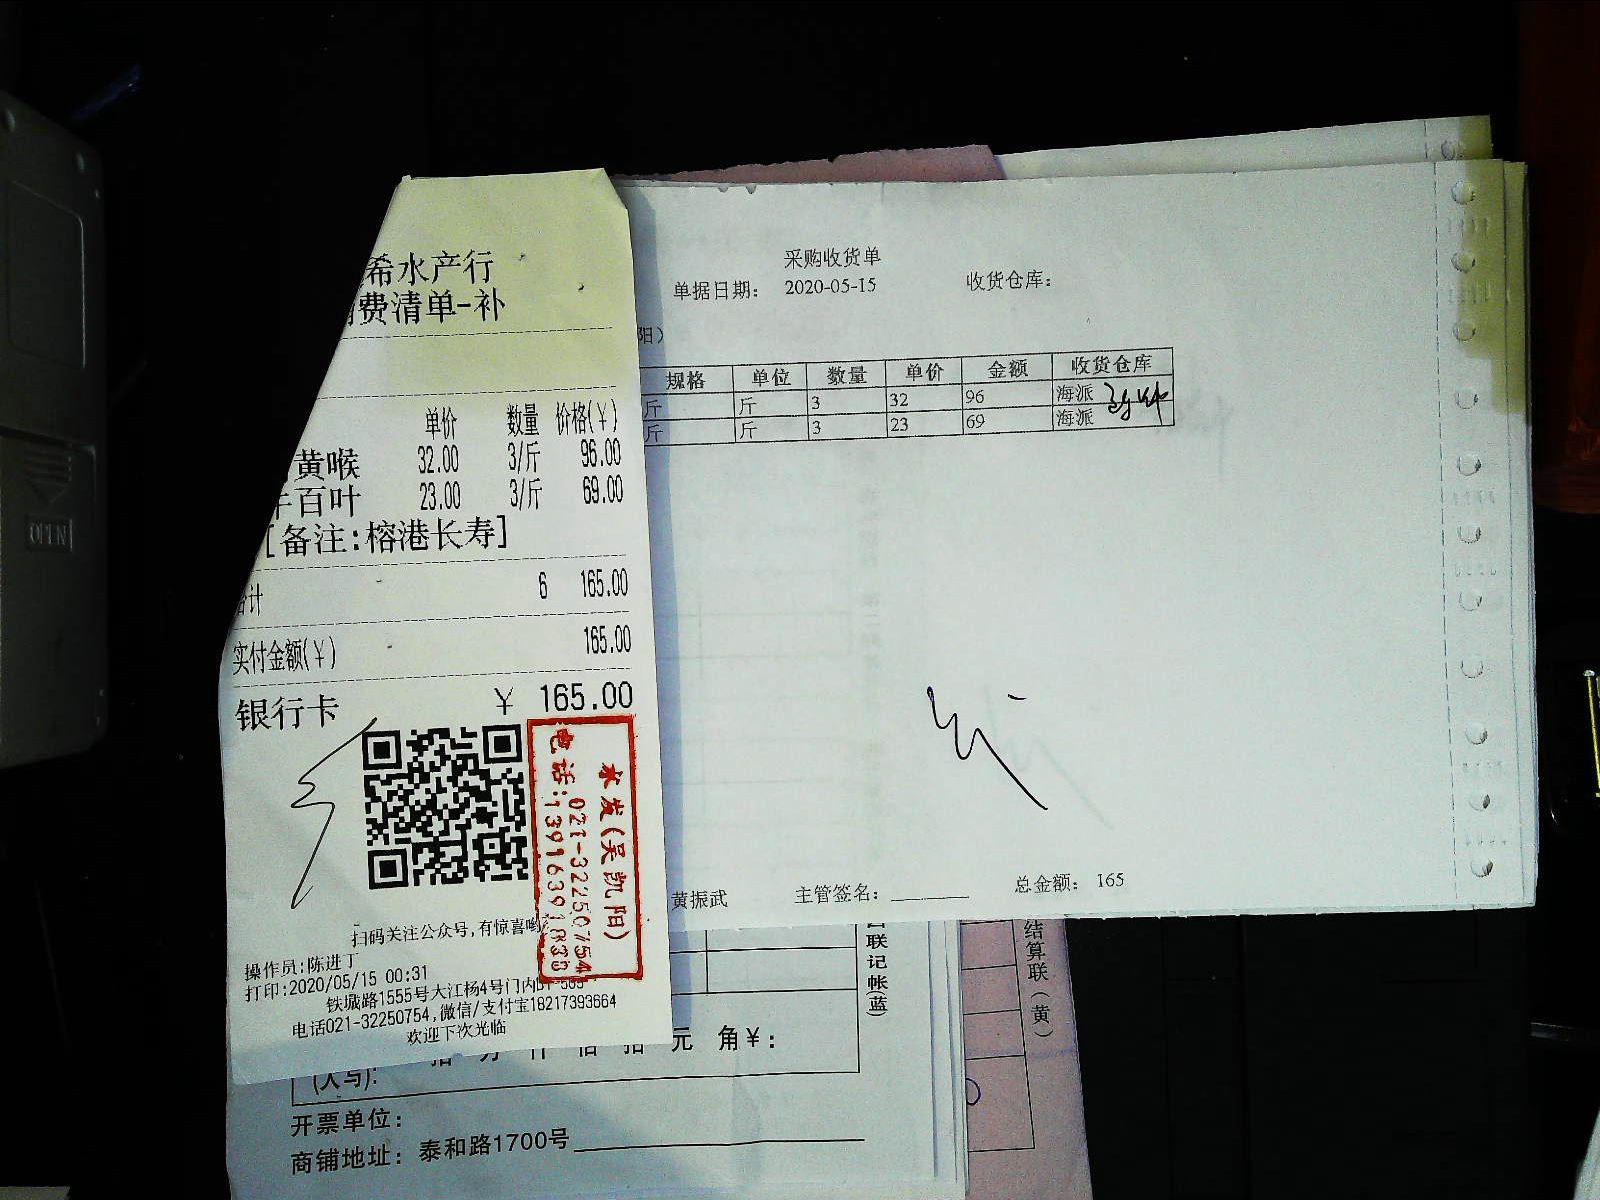 希水产行
费清单-补
单价 数量 价格(¥)
黄喉 32.00 3/斤 96.00
百叶 23.00 3/斤 69.00
[备注:榕港长寿]
计 6 165.00
实付金额(¥) 165.00
银行卡 ¥ 165.00
永发(吴凯阳)
电话:021-32250754
扫码关注公众号,有惊喜哟
操作员:陈进丁
打印:2020/05/15 00:31
铁城路1555号大江杨4号门内
电话021-32250754,微信/支付宝18217393664
欢迎下次光临
采购收货单
单据日期: 2020-05-15 收货仓库:
阳)
规格 单位 数量 单价 金额 收货仓库
斤 斤 3 32 96 海派
斤 斤 3 23 69 海派
黄振武 主管签名: 总金额: 165
联记帐(蓝)
结算联(黄)
元 角¥:
开票单位:
商铺地址: 泰和路1700号